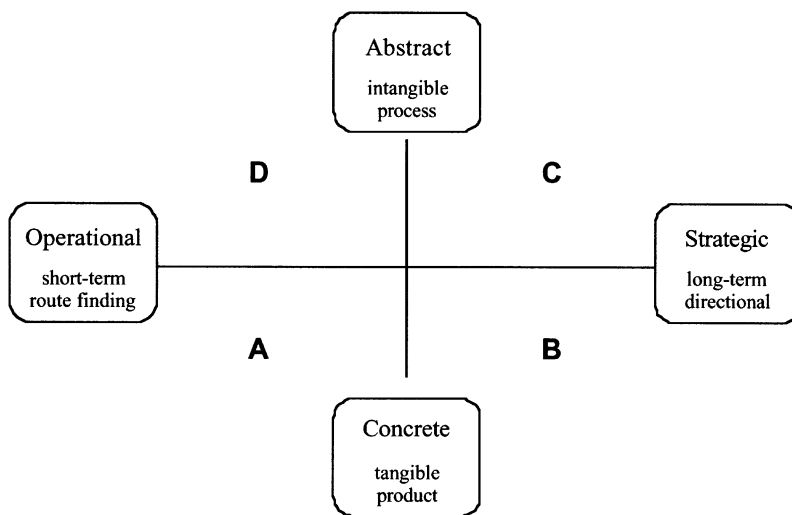 Abstract
intangible
process
D
C
Operational
short-term
route finding
Strategic
long-term
directional
A
B
Concrete
tangible
product